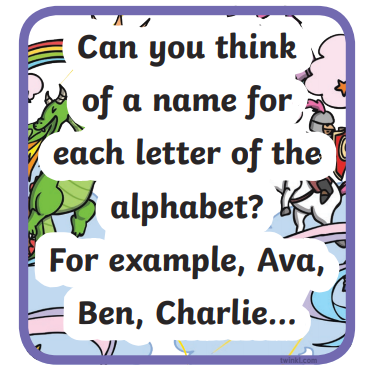 Can you think
of a name for
each letter of the
alphabet?
For example, Ava,
Ben, Charlie...
twinkl.com